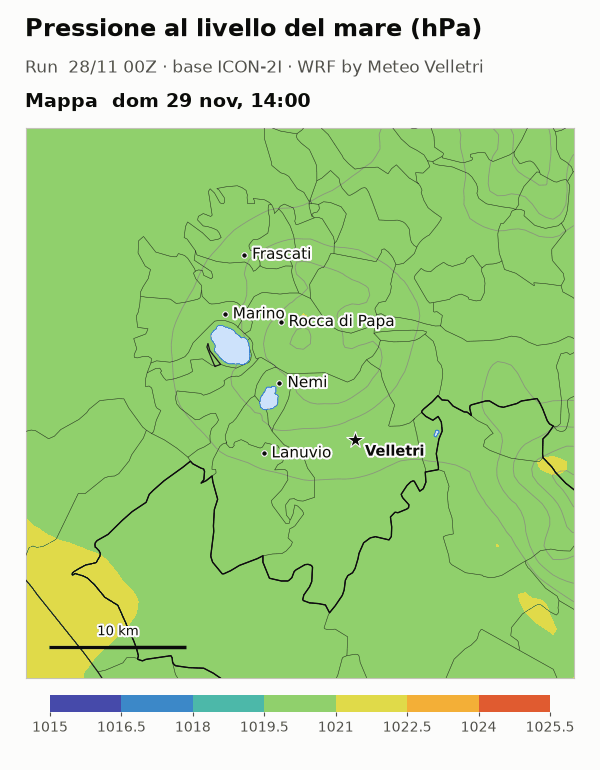 Pressione al livello del mare (hPa)
Run  28/11 00Z · base ICON-2I · WRF by Meteo Velletri
Mappa  dom 29 nov, 14:00
Frascati
Marino
Rocca di Papa
Nemi
Velletri
Lanuvio
10 km
1015 1016.5 1018 1019.5 1021 1022.5 1024 1025.5